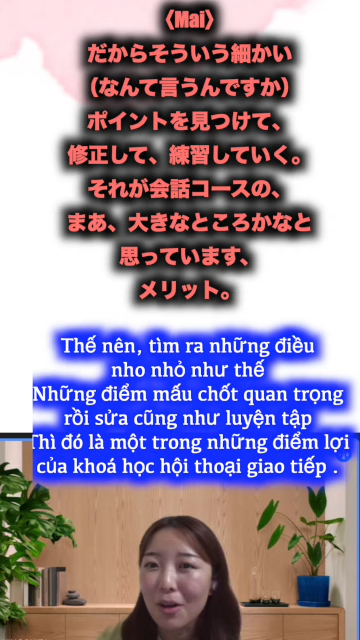 〈Mai〉
だからそういう細かい
（なんて言うんですか）
ポイントを見つけて、
修正して、練習していく。
それが会話コースの、
まあ、大きなところかなと
思っています、
メリット。
Thế nên, tìm ra những điều
nho nhỏ như thế
Những điểm mấu chốt quan trọng
rồi sửa cũng như luyện tập
Thì đó là một trong những điểm lợi
của khoá học hội thoại giao tiếp .